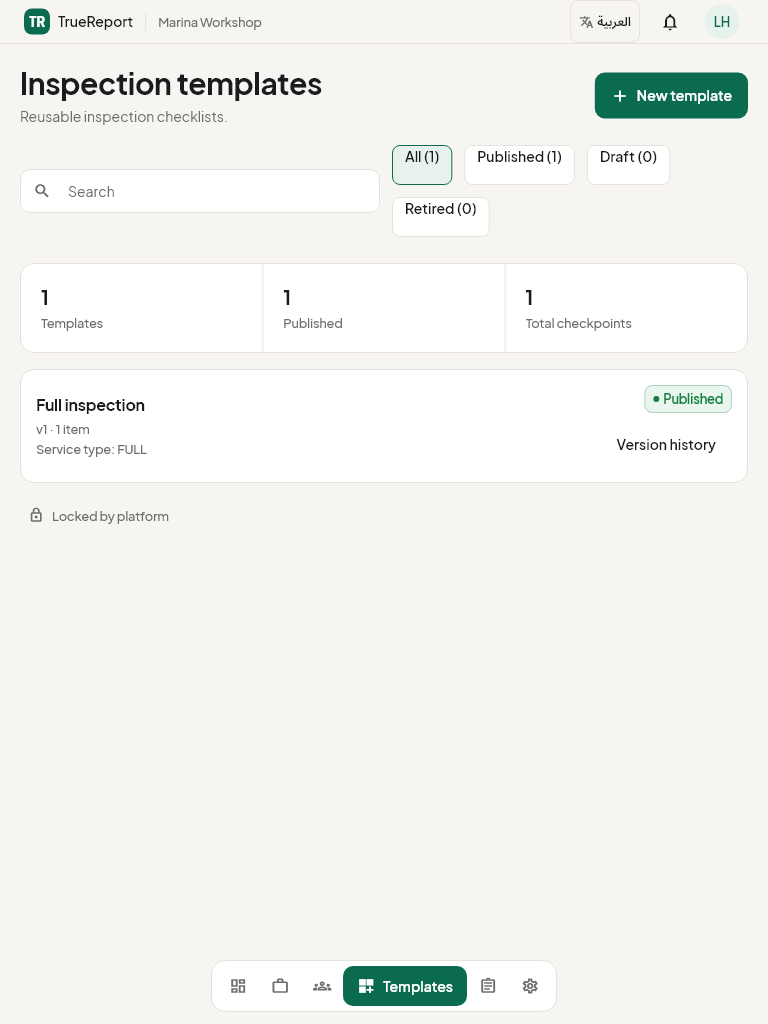 TR TrueReport Marina Workshop العربية LH
Inspection templates
Reusable inspection checklists.
New template
Search
All (1) Published (1) Draft (0)
Retired (0)
1 1 1
Templates Published Total checkpoints
Full inspection
Published
v1 · 1 item
Service type: FULL
Version history
Locked by platform
Templates